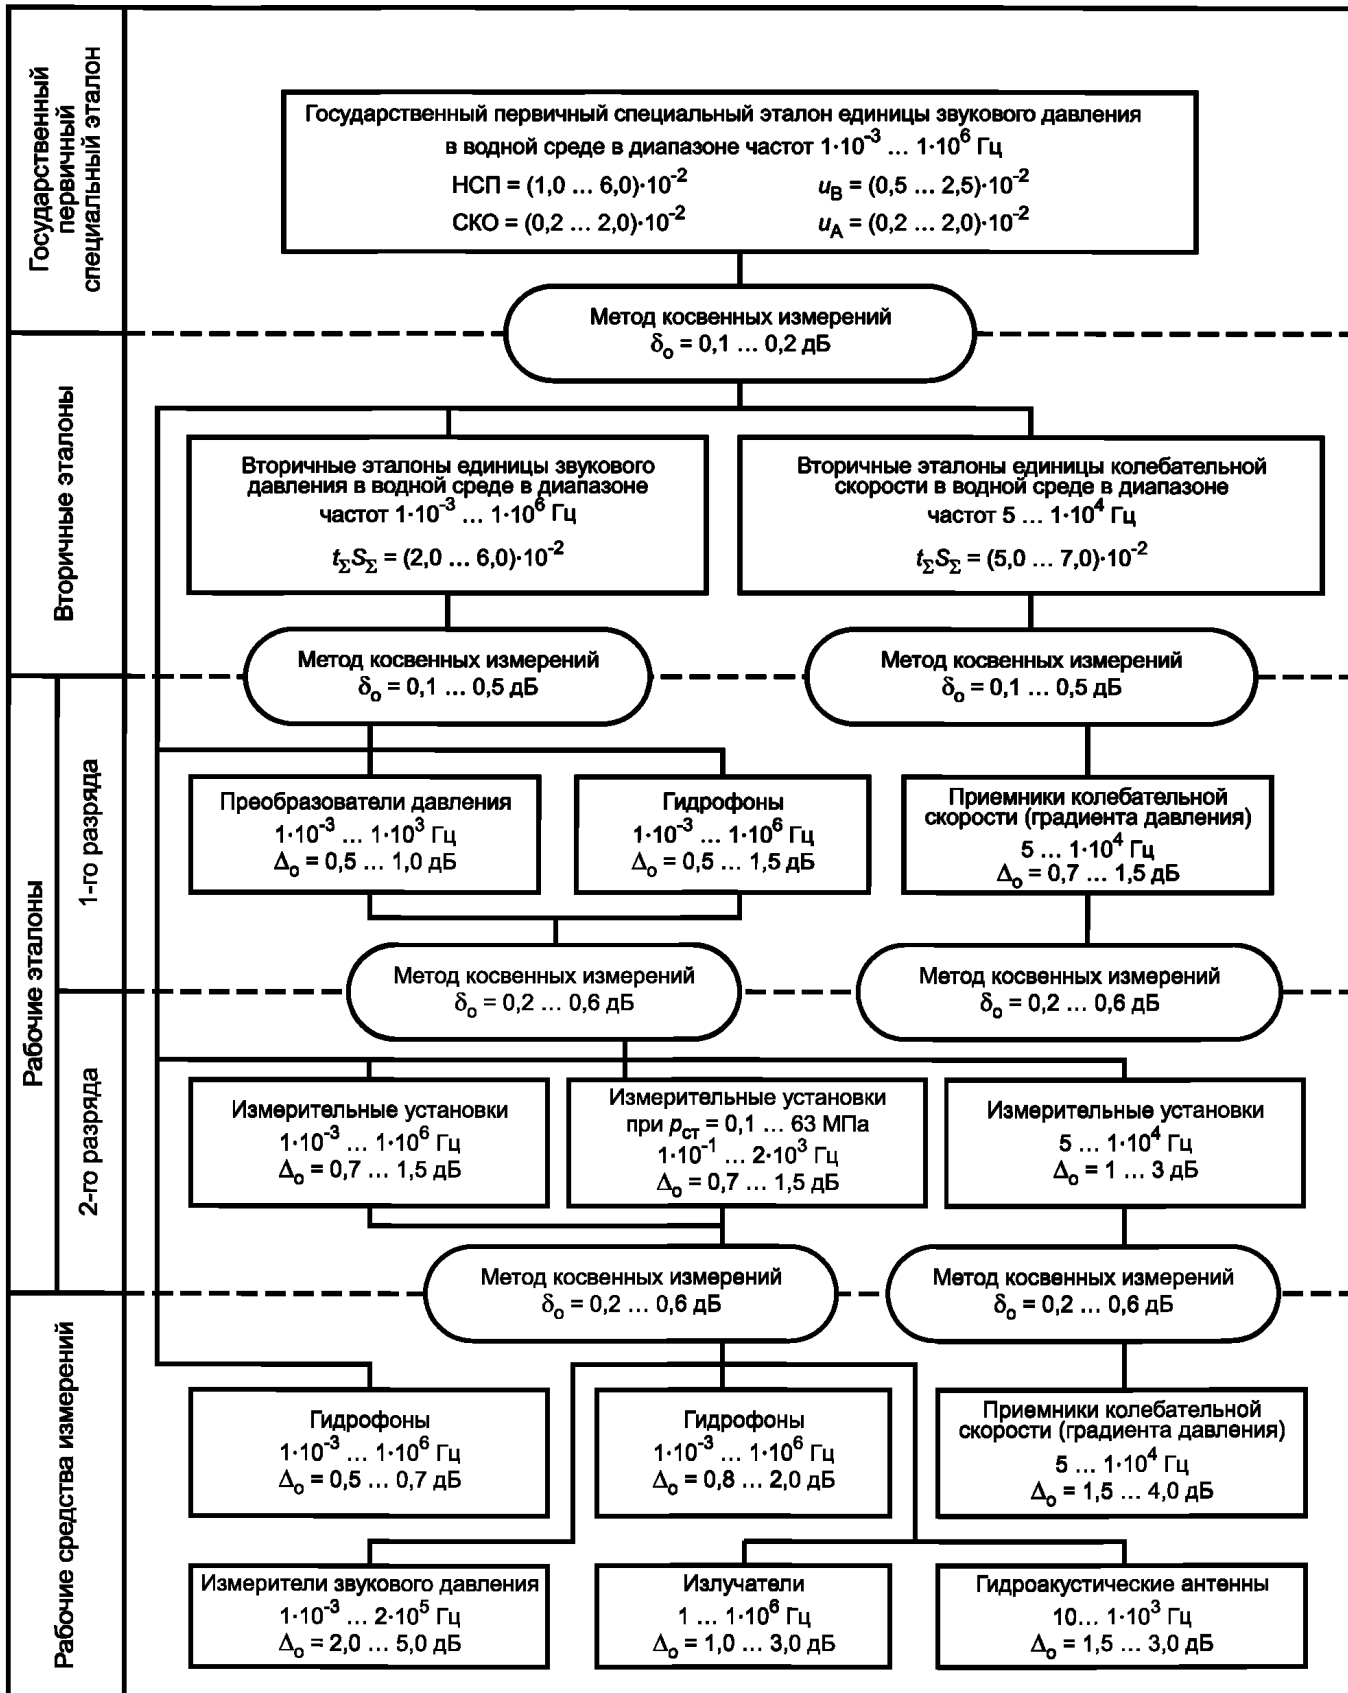 Государственный
первичный
специальный эталон
Государственный первичный специальный эталон единицы звукового давления
в водной среде в диапазоне частот 1·10⁻³ ... 1·10⁶ Гц
НСП = (1,0 ... 6,0)·10⁻² u_B = (0,5 ... 2,5)·10⁻²
СКО = (0,2 ... 2,0)·10⁻² u_A = (0,2 ... 2,0)·10⁻²
Метод косвенных измерений
δ₀ = 0,1 ... 0,2 дБ
Вторичные эталоны
Вторичные эталоны единицы звукового
давления в водной среде в диапазоне
частот 1·10⁻³ ... 1·10⁶ Гц
t_ΣS_Σ = (2,0 ... 6,0)·10⁻²
Вторичные эталоны единицы колебательной
скорости в водной среде в диапазоне
частот 5 ... 1·10⁴ Гц
t_ΣS_Σ = (5,0 ... 7,0)·10⁻²
Метод косвенных измерений
δ₀ = 0,1 ... 0,5 дБ
Метод косвенных измерений
δ₀ = 0,1 ... 0,5 дБ
Рабочие эталоны
1-го разряда
Преобразователи давления
1·10⁻³ ... 1·10³ Гц
Δ₀ = 0,5 ... 1,0 дБ
Гидрофоны
1·10⁻³ ... 1·10⁶ Гц
Δ₀ = 0,5 ... 1,5 дБ
Приемники колебательной
скорости (градиента давления)
5 ... 1·10⁴ Гц
Δ₀ = 0,7 ... 1,5 дБ
Метод косвенных измерений
δ₀ = 0,2 ... 0,6 дБ
Метод косвенных измерений
δ₀ = 0,2 ... 0,6 дБ
2-го разряда
Измерительные установки
1·10⁻³ ... 1·10⁶ Гц
Δ₀ = 0,7 ... 1,5 дБ
Измерительные установки
при p_ст = 0,1 ... 63 МПа
1·10⁻¹ ... 2·10³ Гц
Δ₀ = 0,7 ... 1,5 дБ
Измерительные установки
5 ... 1·10⁴ Гц
Δ₀ = 1 ... 3 дБ
Метод косвенных измерений
δ₀ = 0,2 ... 0,6 дБ
Метод косвенных измерений
δ₀ = 0,2 ... 0,6 дБ
Рабочие средства измерений
Гидрофоны
1·10⁻³ ... 1·10⁶ Гц
Δ₀ = 0,5 ... 0,7 дБ
Гидрофоны
1·10⁻³ ... 1·10⁶ Гц
Δ₀ = 0,8 ... 2,0 дБ
Приемники колебательной
скорости (градиента давления)
5 ... 1·10⁴ Гц
Δ₀ = 1,5 ... 4,0 дБ
Измерители звукового давления
1·10⁻³ ... 2·10⁵ Гц
Δ₀ = 2,0 ... 5,0 дБ
Излучатели
1 ... 1·10⁶ Гц
Δ₀ = 1,0 ... 3,0 дБ
Гидроакустические антенны
10... 1·10³ Гц
Δ₀ = 1,5 ... 3,0 дБ